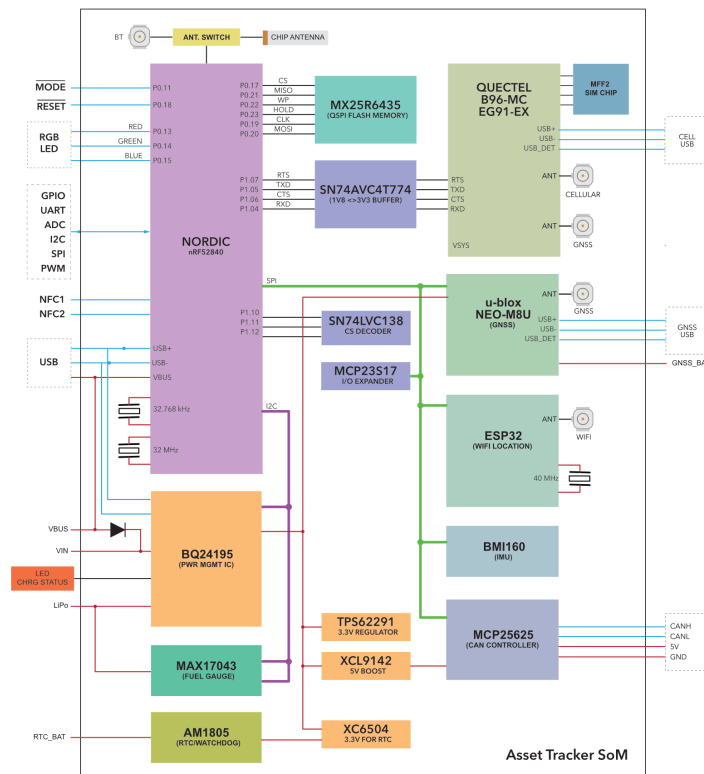 BT
ANT. SWITCH
CHIP ANTENNA
MODE
RESET
RGB
LED
RED
GREEN
BLUE
GPIO
UART
ADC
I2C
SPI
PWM
NFC1
NFC2
USB
USB+
USB-
VBUS
32.768 kHz
32 MHz
P0.11
P0.18
P0.13
P0.14
P0.15
NORDIC
nRF52840
P0.17
P0.21
P0.22
P0.23
P0.19
P0.20
CS
MISO
WP
HOLD
CLK
MOSI
MX25R6435
(QSPI FLASH MEMORY)
P1.07
P1.05
P1.06
P1.04
RTS
TXD
CTS
RXD
SN74AVC4T774
(1V8 <>3V3 BUFFER)
QUECTEL
B96-MC
EG91-EX
RTS
TXD
CTS
RXD
VSYS
MFF2
SIM CHIP
USB+
USB-
USB_DET
CELL
USB
ANT
CELLULAR
ANT
GNSS
SPI
P1.10
P1.11
P1.12
SN74LVC138
CS DECODER
MCP23S17
I/O EXPANDER
I2C
u-blox
NEO-M8U
(GNSS)
ANT
GNSS
USB+
USB-
USB_DET
GNSS
USB
GNSS_BA
ESP32
(WIFI LOCATION)
ANT
WIFI
40 MHz
BMI160
(IMU)
VBUS
VIN
LED
CHRG STATUS
LiPo
BQ24195
(PWR MGMT IC)
MAX17043
(FUEL GAUGE)
TPS62291
3.3V REGULATOR
XCL9142
5V BOOST
MCP25625
(CAN CONTROLLER)
CANH
CANL
5V
GND
RTC_BAT
AM1805
(RTC/WATCHDOG)
XC6504
3.3V FOR RTC
Asset Tracker SoM